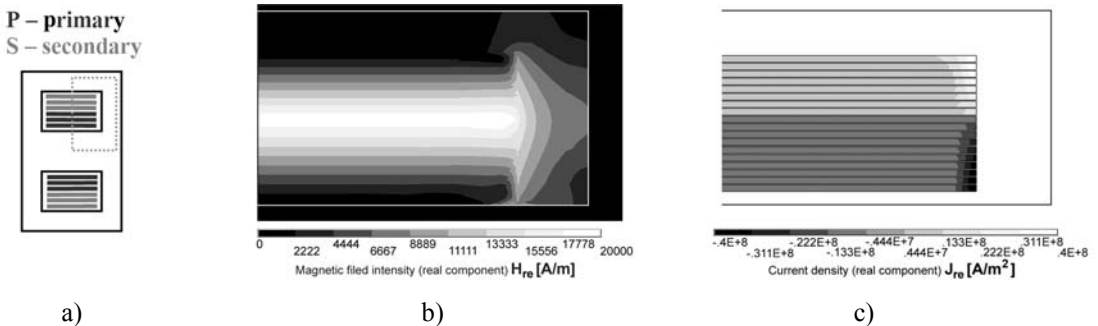 P – primary
S – secondary
0 4444 8889 13333 17778
2222 6667 11111 15556 20000
Magnetic filed intensity (real component) H_re [A/m]
-.4E+8 -.222E+8 -.444E+7 .133E+8 .311E+8
-.311E+8 -.133E+8 .444E+7 .222E+8 .4E+8
Current density (real component) J_re [A/m²]
a) b) c)